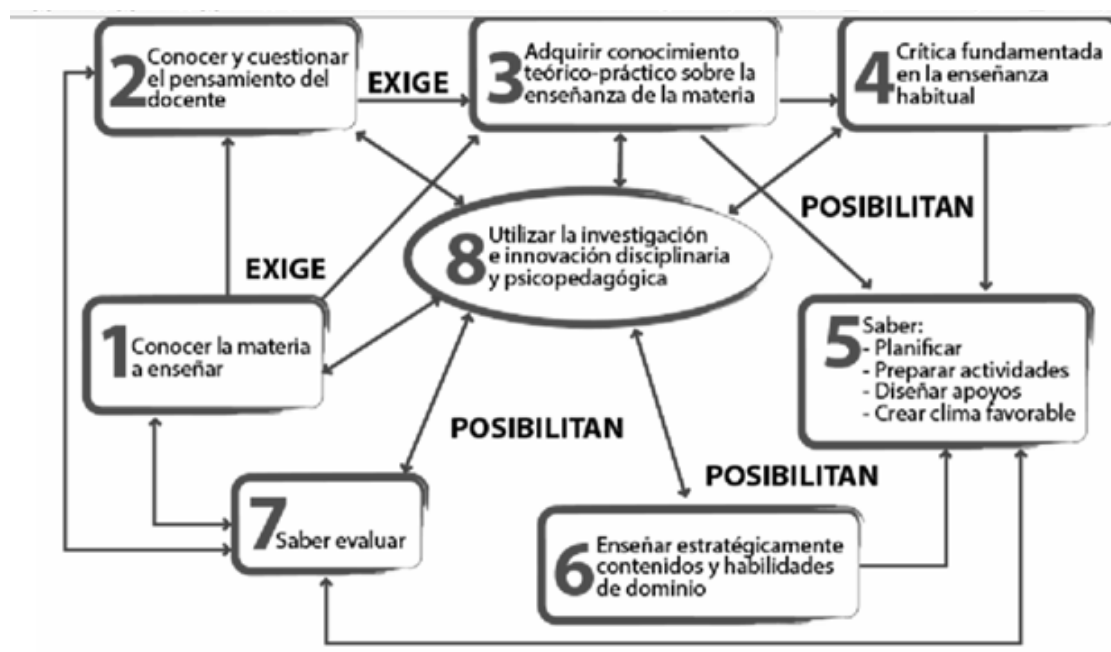 2 Conocer y cuestionar
el pensamiento del
docente
EXIGE
3 Adquirir conocimiento
teórico-práctico sobre la
enseñanza de la materia
4 Crítica fundamentada
en la enseñanza
habitual
POSIBILITAN
8 Utilizar la investigación
e innovación disciplinaria
y psicopedagógica
EXIGE
1 Conocer la materia
a enseñar
5 Saber:
- Planificar
- Preparar actividades
- Diseñar apoyos
- Crear clima favorable
POSIBILITAN
POSIBILITAN
7 Saber evaluar
6 Enseñar estratégicamente
contenidos y habilidades
de dominio